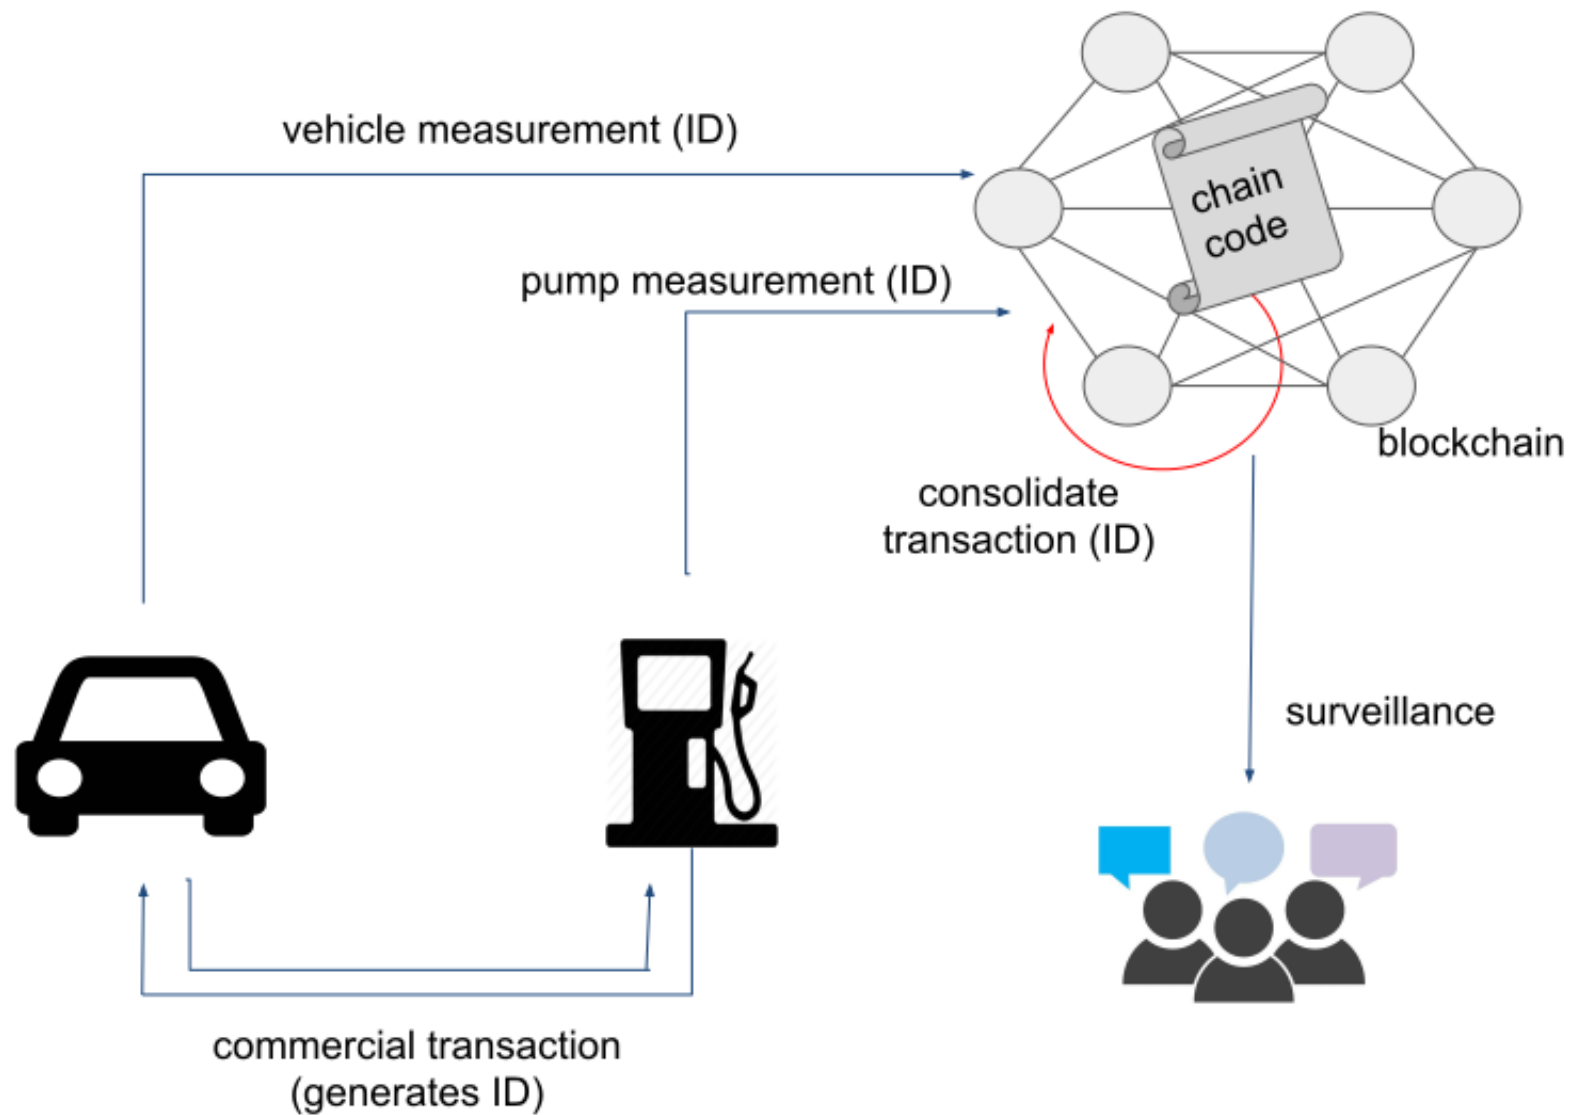 vehicle measurement (ID)
chain
code
pump measurement (ID)
blockchain
consolidate
transaction (ID)
surveillance
commercial transaction
(generates ID)